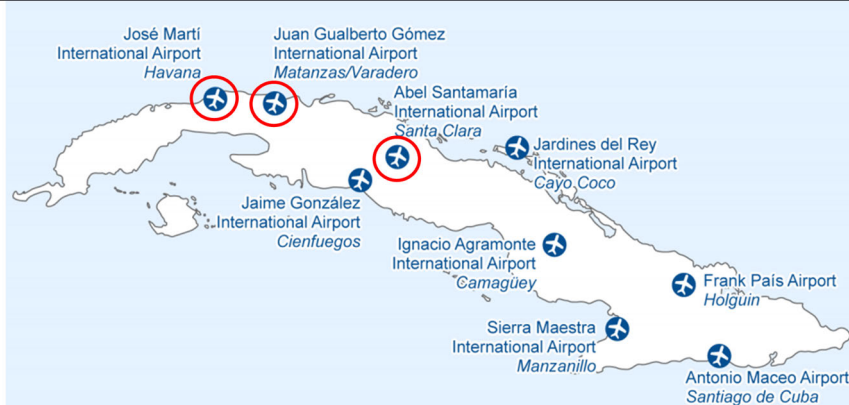 José Martí
International Airport
Havana
Juan Gualberto Gómez
International Airport
Matanzas/Varadero
Abel Santamaría
International Airport
Santa Clara
Jardines del Rey
International Airport
Cayo Coco
Jaime González
International Airport
Cienfuegos
Ignacio Agramonte
International Airport
Camagüey
Frank País Airport
Holguin
Sierra Maestra
International Airport
Manzanillo
Antonio Maceo Airport
Santiago de Cuba